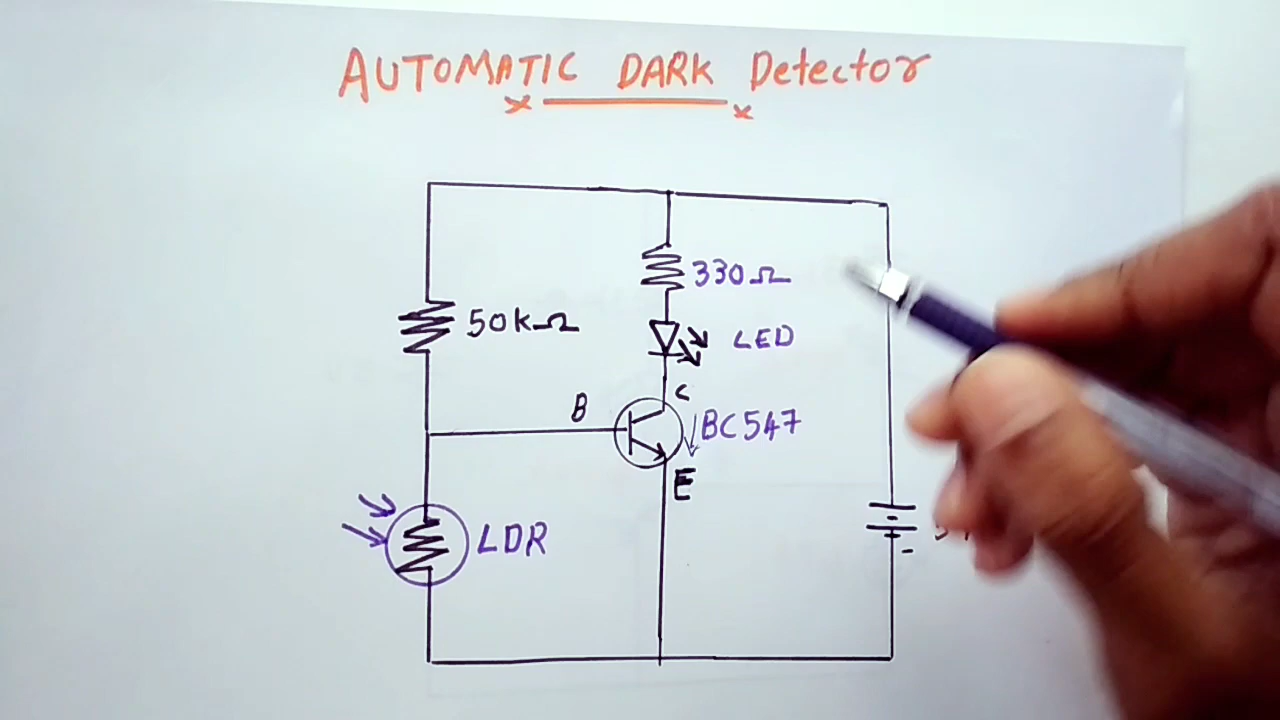 AUTOMATIC DARK Detector
330Ω
50KΩ
LED
C
B
BC547
E
LDR